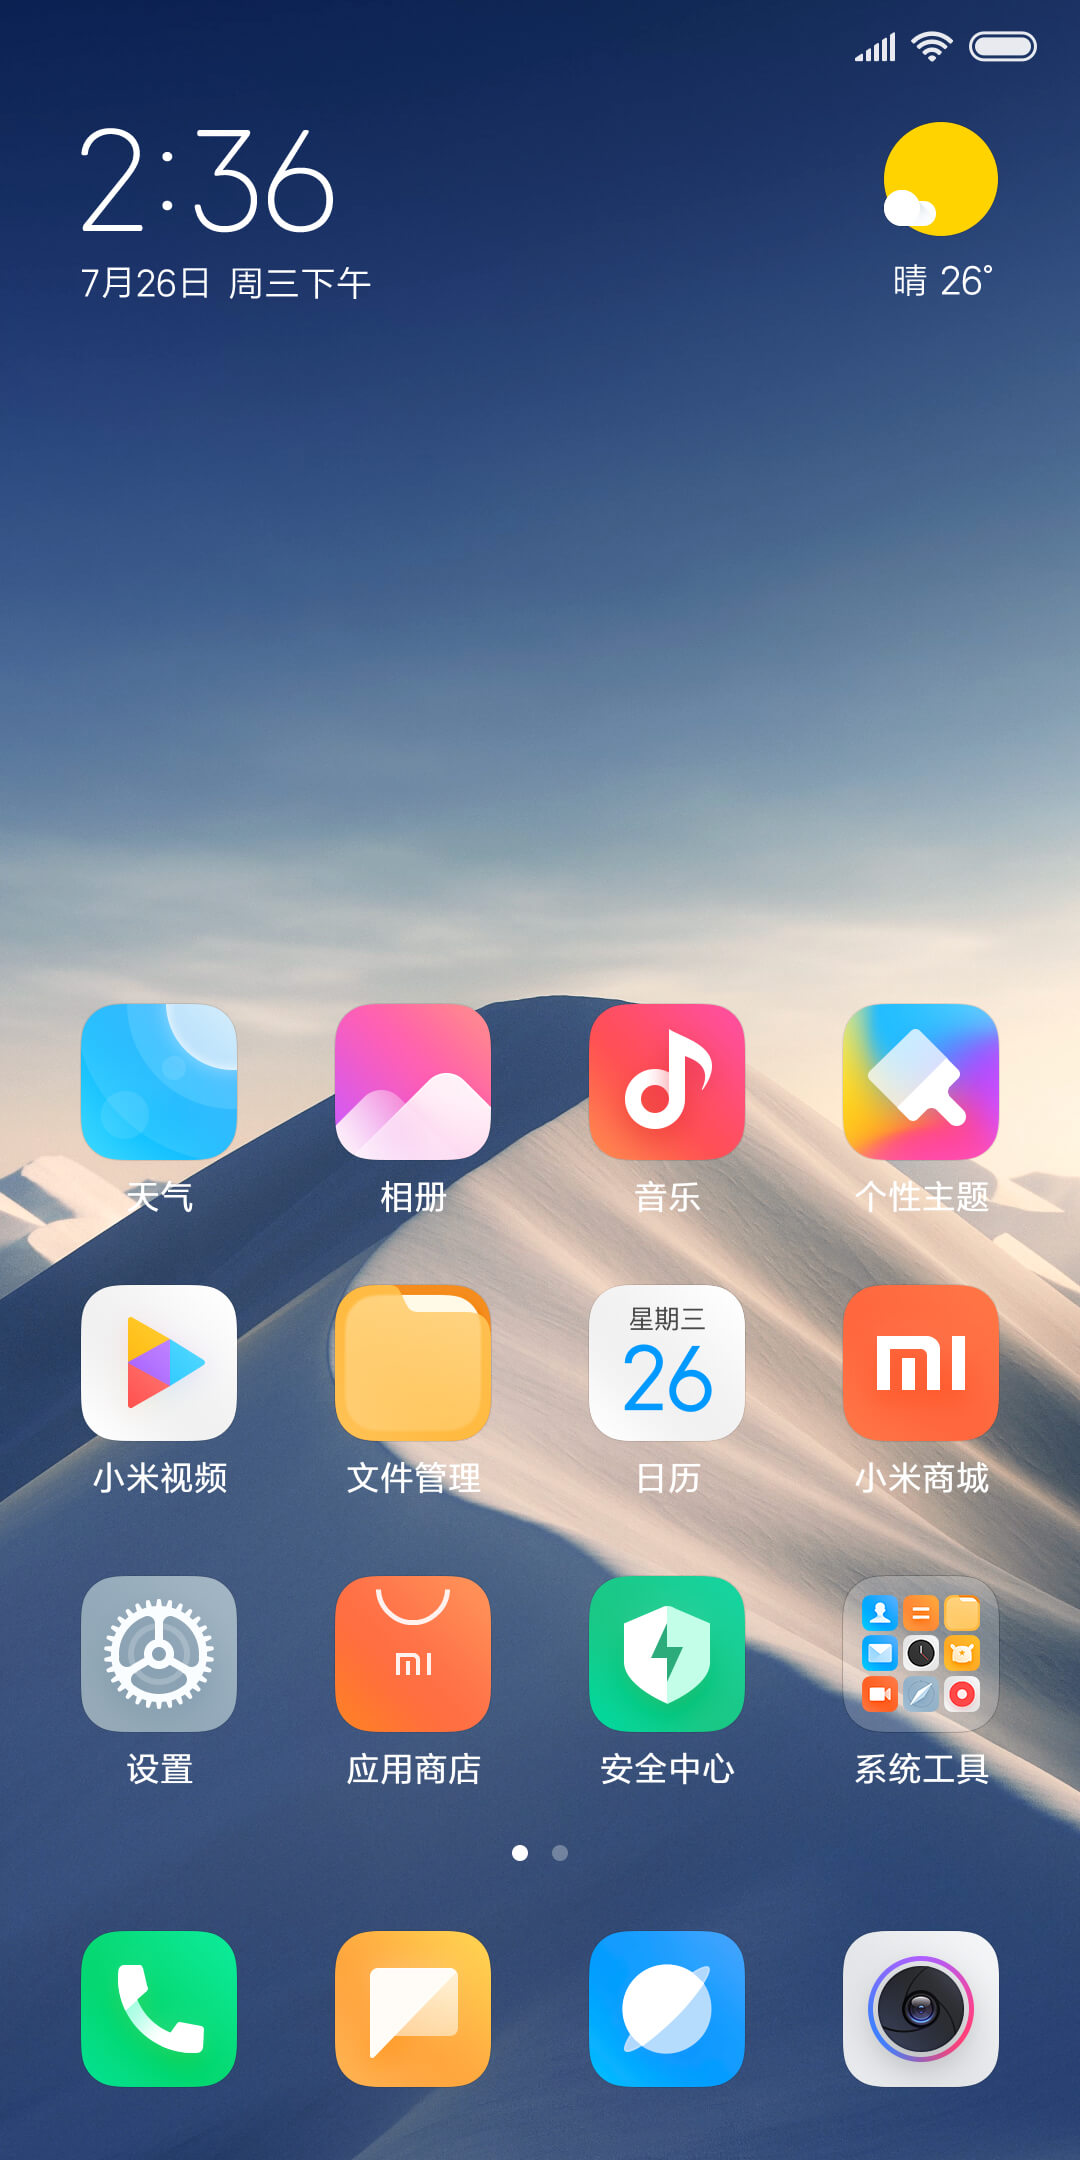 2:36
7月26日 周三下午
晴 26°
天气
相册
音乐
个性主题
星期三
26
mi
小米视频
文件管理
日历
小米商城
mi
设置
应用商店
安全中心
系统工具